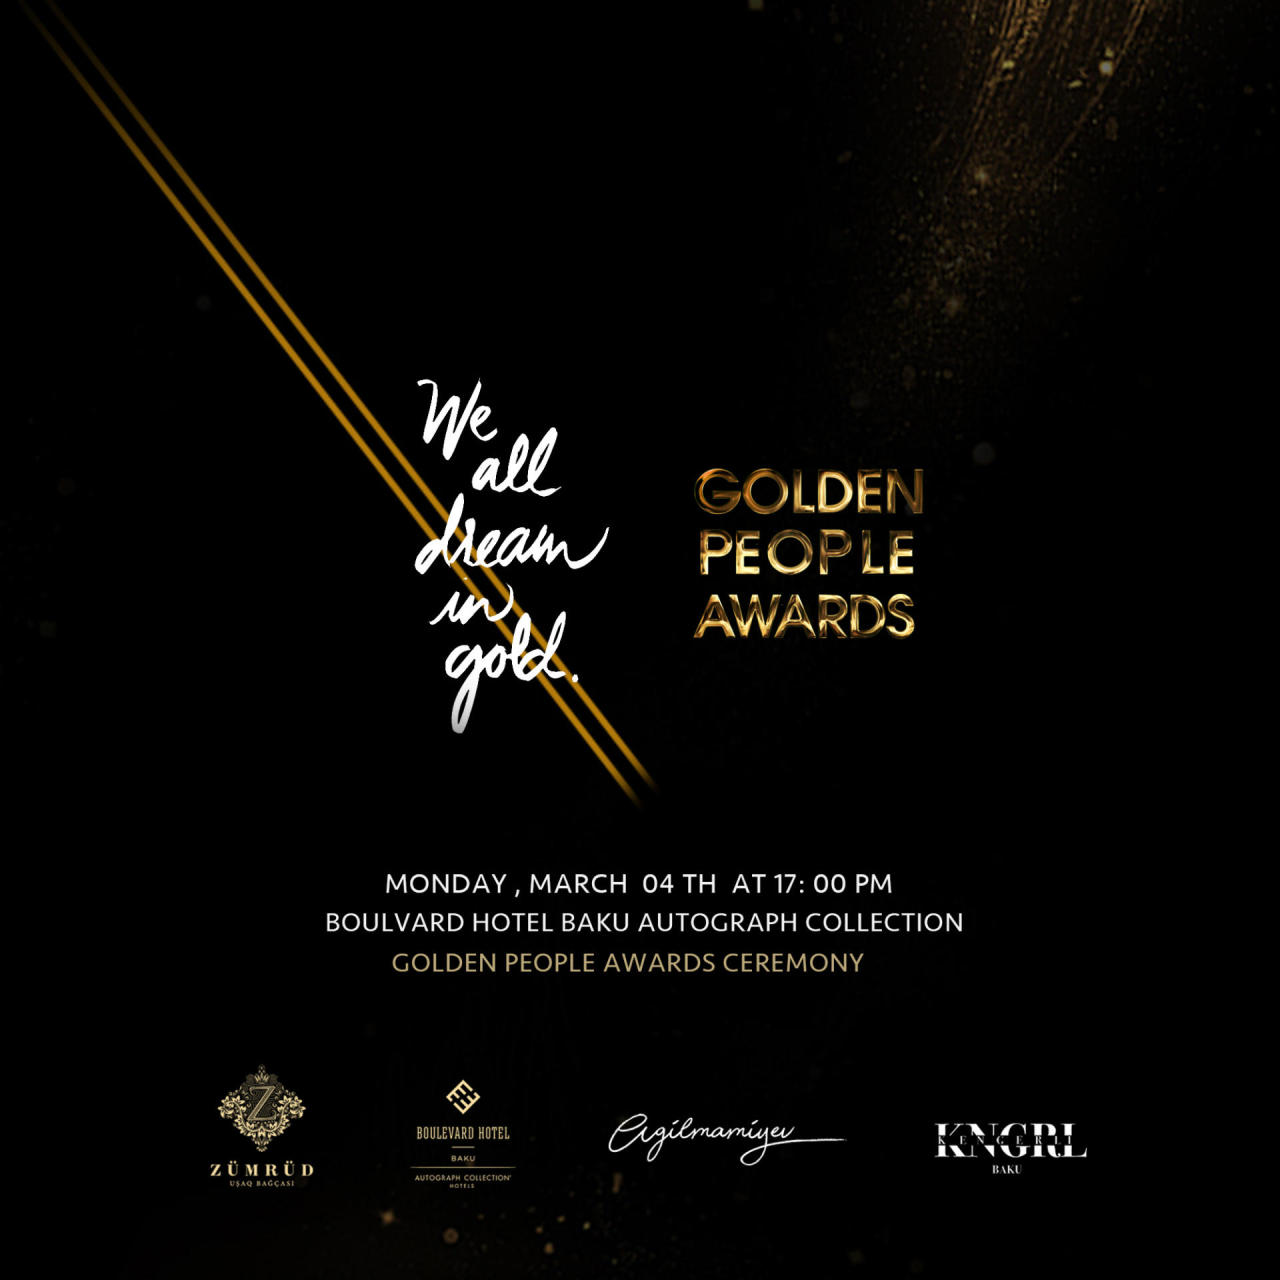 We
all
dream
in
gold.
GOLDEN
PEOPLE
AWARDS
MONDAY , MARCH 04 TH AT 17: 00 PM
BOULVARD HOTEL BAKU AUTOGRAPH COLLECTION
GOLDEN PEOPLE AWARDS CEREMONY
Z
ZÜMRÜD
UŞAQ BAĞÇASI
BOULEVARD HOTEL
BAKU
AUTOGRAPH COLLECTION®
HOTELS
Agilmamiyev
KNGRL
KENGERLI
BAKU